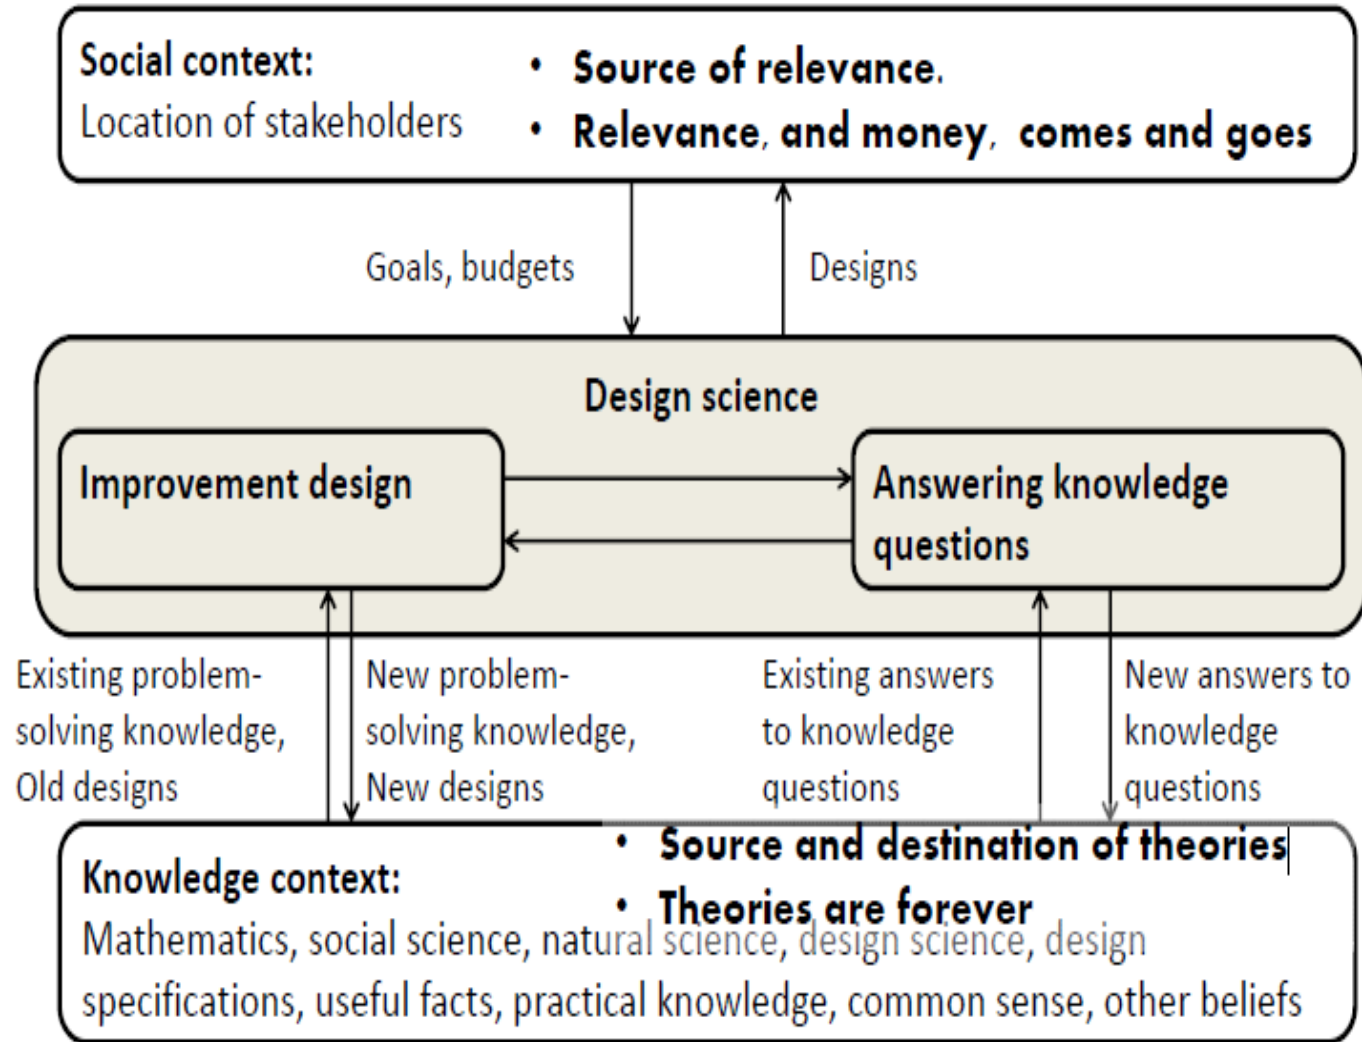 Social context:
Location of stakeholders
• Source of relevance.
• Relevance, and money, comes and goes
Goals, budgets
Designs
Design science
Improvement design
Answering knowledge
questions
Existing problem-
solving knowledge,
Old designs
New problem-
solving knowledge,
New designs
Existing answers
to knowledge
questions
New answers to
knowledge
questions
• Source and destination of theories
• Theories are forever
Knowledge context:
Mathematics, social science, natural science, design science, design
specifications, useful facts, practical knowledge, common sense, other beliefs